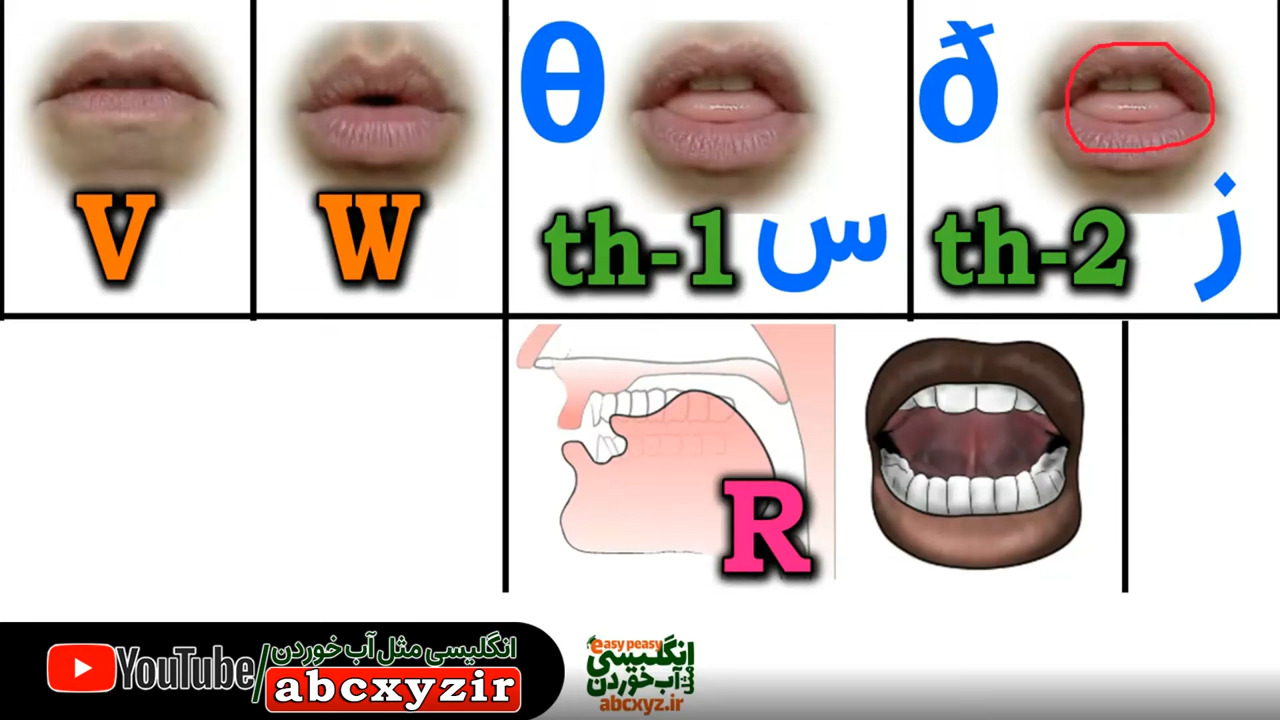 θ
ð
V
W
th-1 س
th-2 ز
R
YouTube/
انگلیسی مثل آب خوردن
abcxyzir
easy peasy
انگلیسی
مثل
آب خوردن
abcxyz.ir